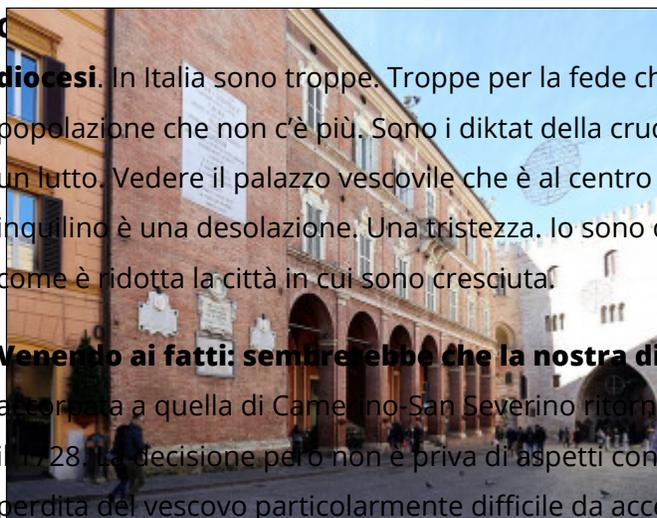 diocesi. In Italia sono troppe. Troppe per la fede ch
popolazione che non c'è più. Sono i diktat della cruc
un lutto. Vedere il palazzo vescovile che è al centro
inquilino è una desolazione. Una tristezza. Io sono
come è ridotta la città in cui sono cresciuta.
Venendo ai fatti: sembrerebbe che la nostra di
accorpata a quella di Camerino-San Severino ritorn
il 1728. La decisione però non è priva di aspetti con
perdita del vescovo particolarmente difficile da acce